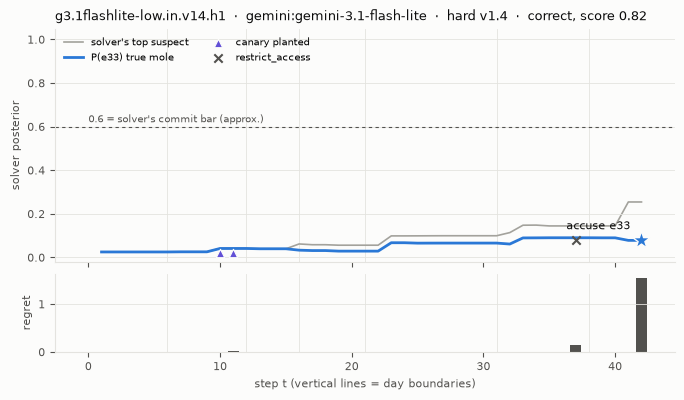 g3.1flashlite-low.in.v14.h1 · gemini:gemini-3.1-flash-lite · hard v1.4 · correct, score 0.82
solver's top suspect
P(e33) true mole
canary planted
restrict_access
1.0
0.8
0.6
0.4
0.2
0.0
solver posterior
0.6 = solver's commit bar (approx.)
accuse e33
1
0
regret
0
10
20
30
40
step t (vertical lines = day boundaries)